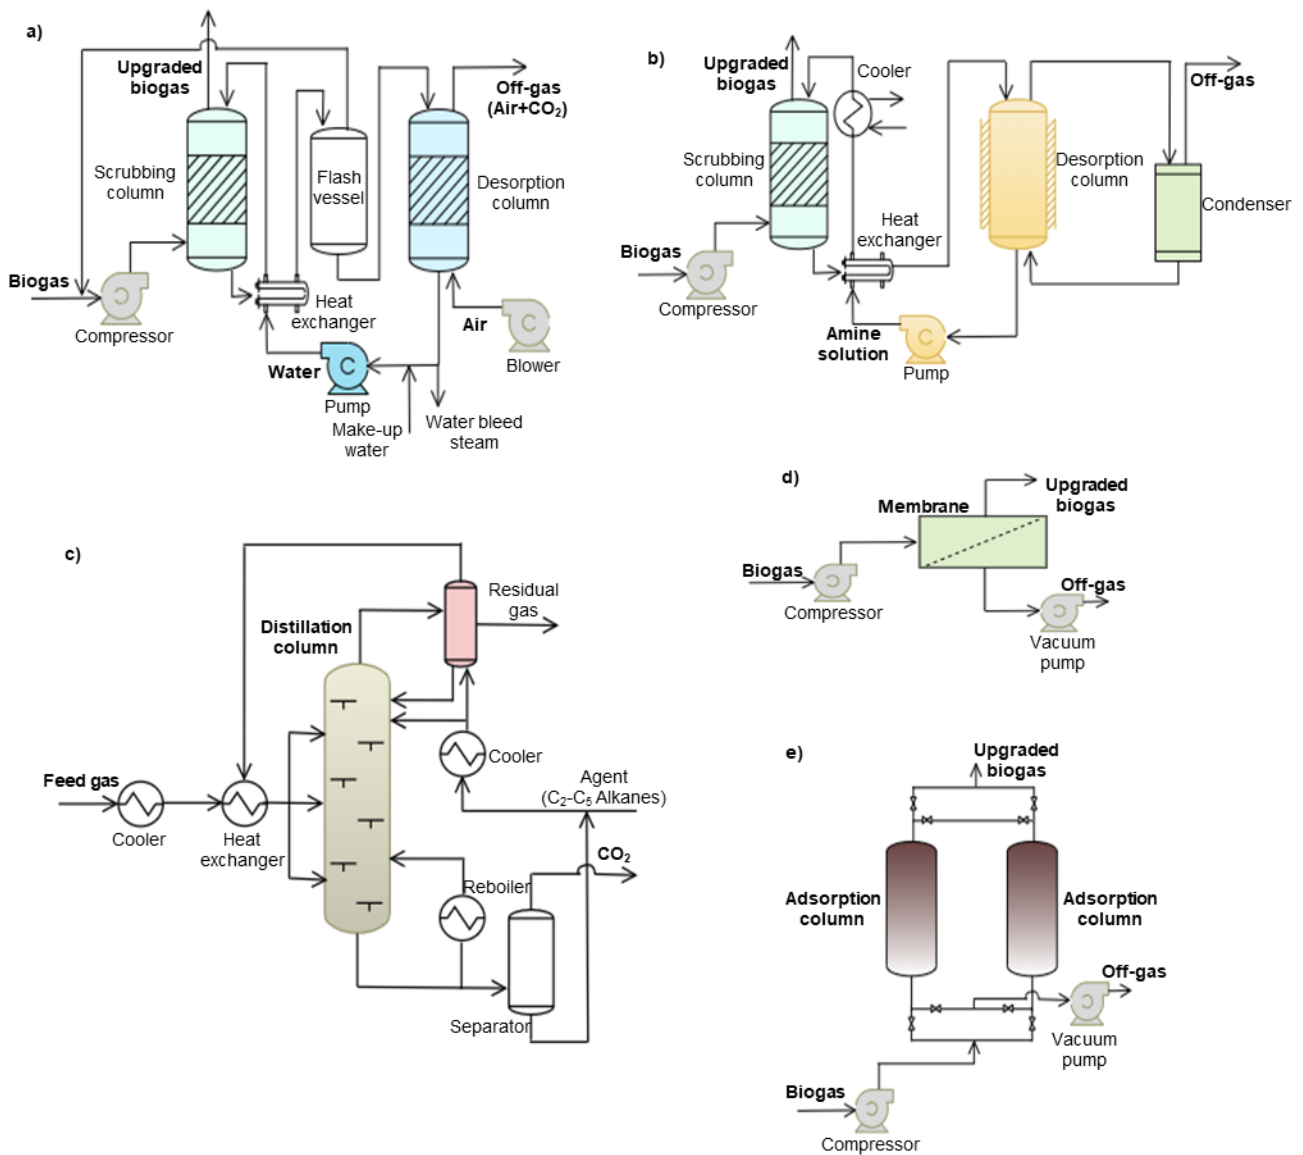 a)
Upgraded
biogas
Off-gas
(Air+CO₂)
Scrubbing
column
Flash
vessel
Desorption
column
Biogas
Compressor
Heat
exchanger
Air
Blower
Water
Pump
Make-up
water
Water bleed
steam
b)
Upgraded
biogas
Cooler
Off-gas
Scrubbing
column
Desorption
column
Condenser
Heat
exchanger
Biogas
Compressor
Amine
solution
Pump
c)
Residual
gas
Distillation
column
Cooler
Feed gas
Cooler
Heat
exchanger
Agent
(C₂-C₅ Alkanes)
CO₂
Reboiler
Separator
d)
Membrane
Upgraded
biogas
Biogas
Compressor
Off-gas
Vacuum
pump
e)
Upgraded
biogas
Adsorption
column
Adsorption
column
Off-gas
Vacuum
pump
Biogas
Compressor